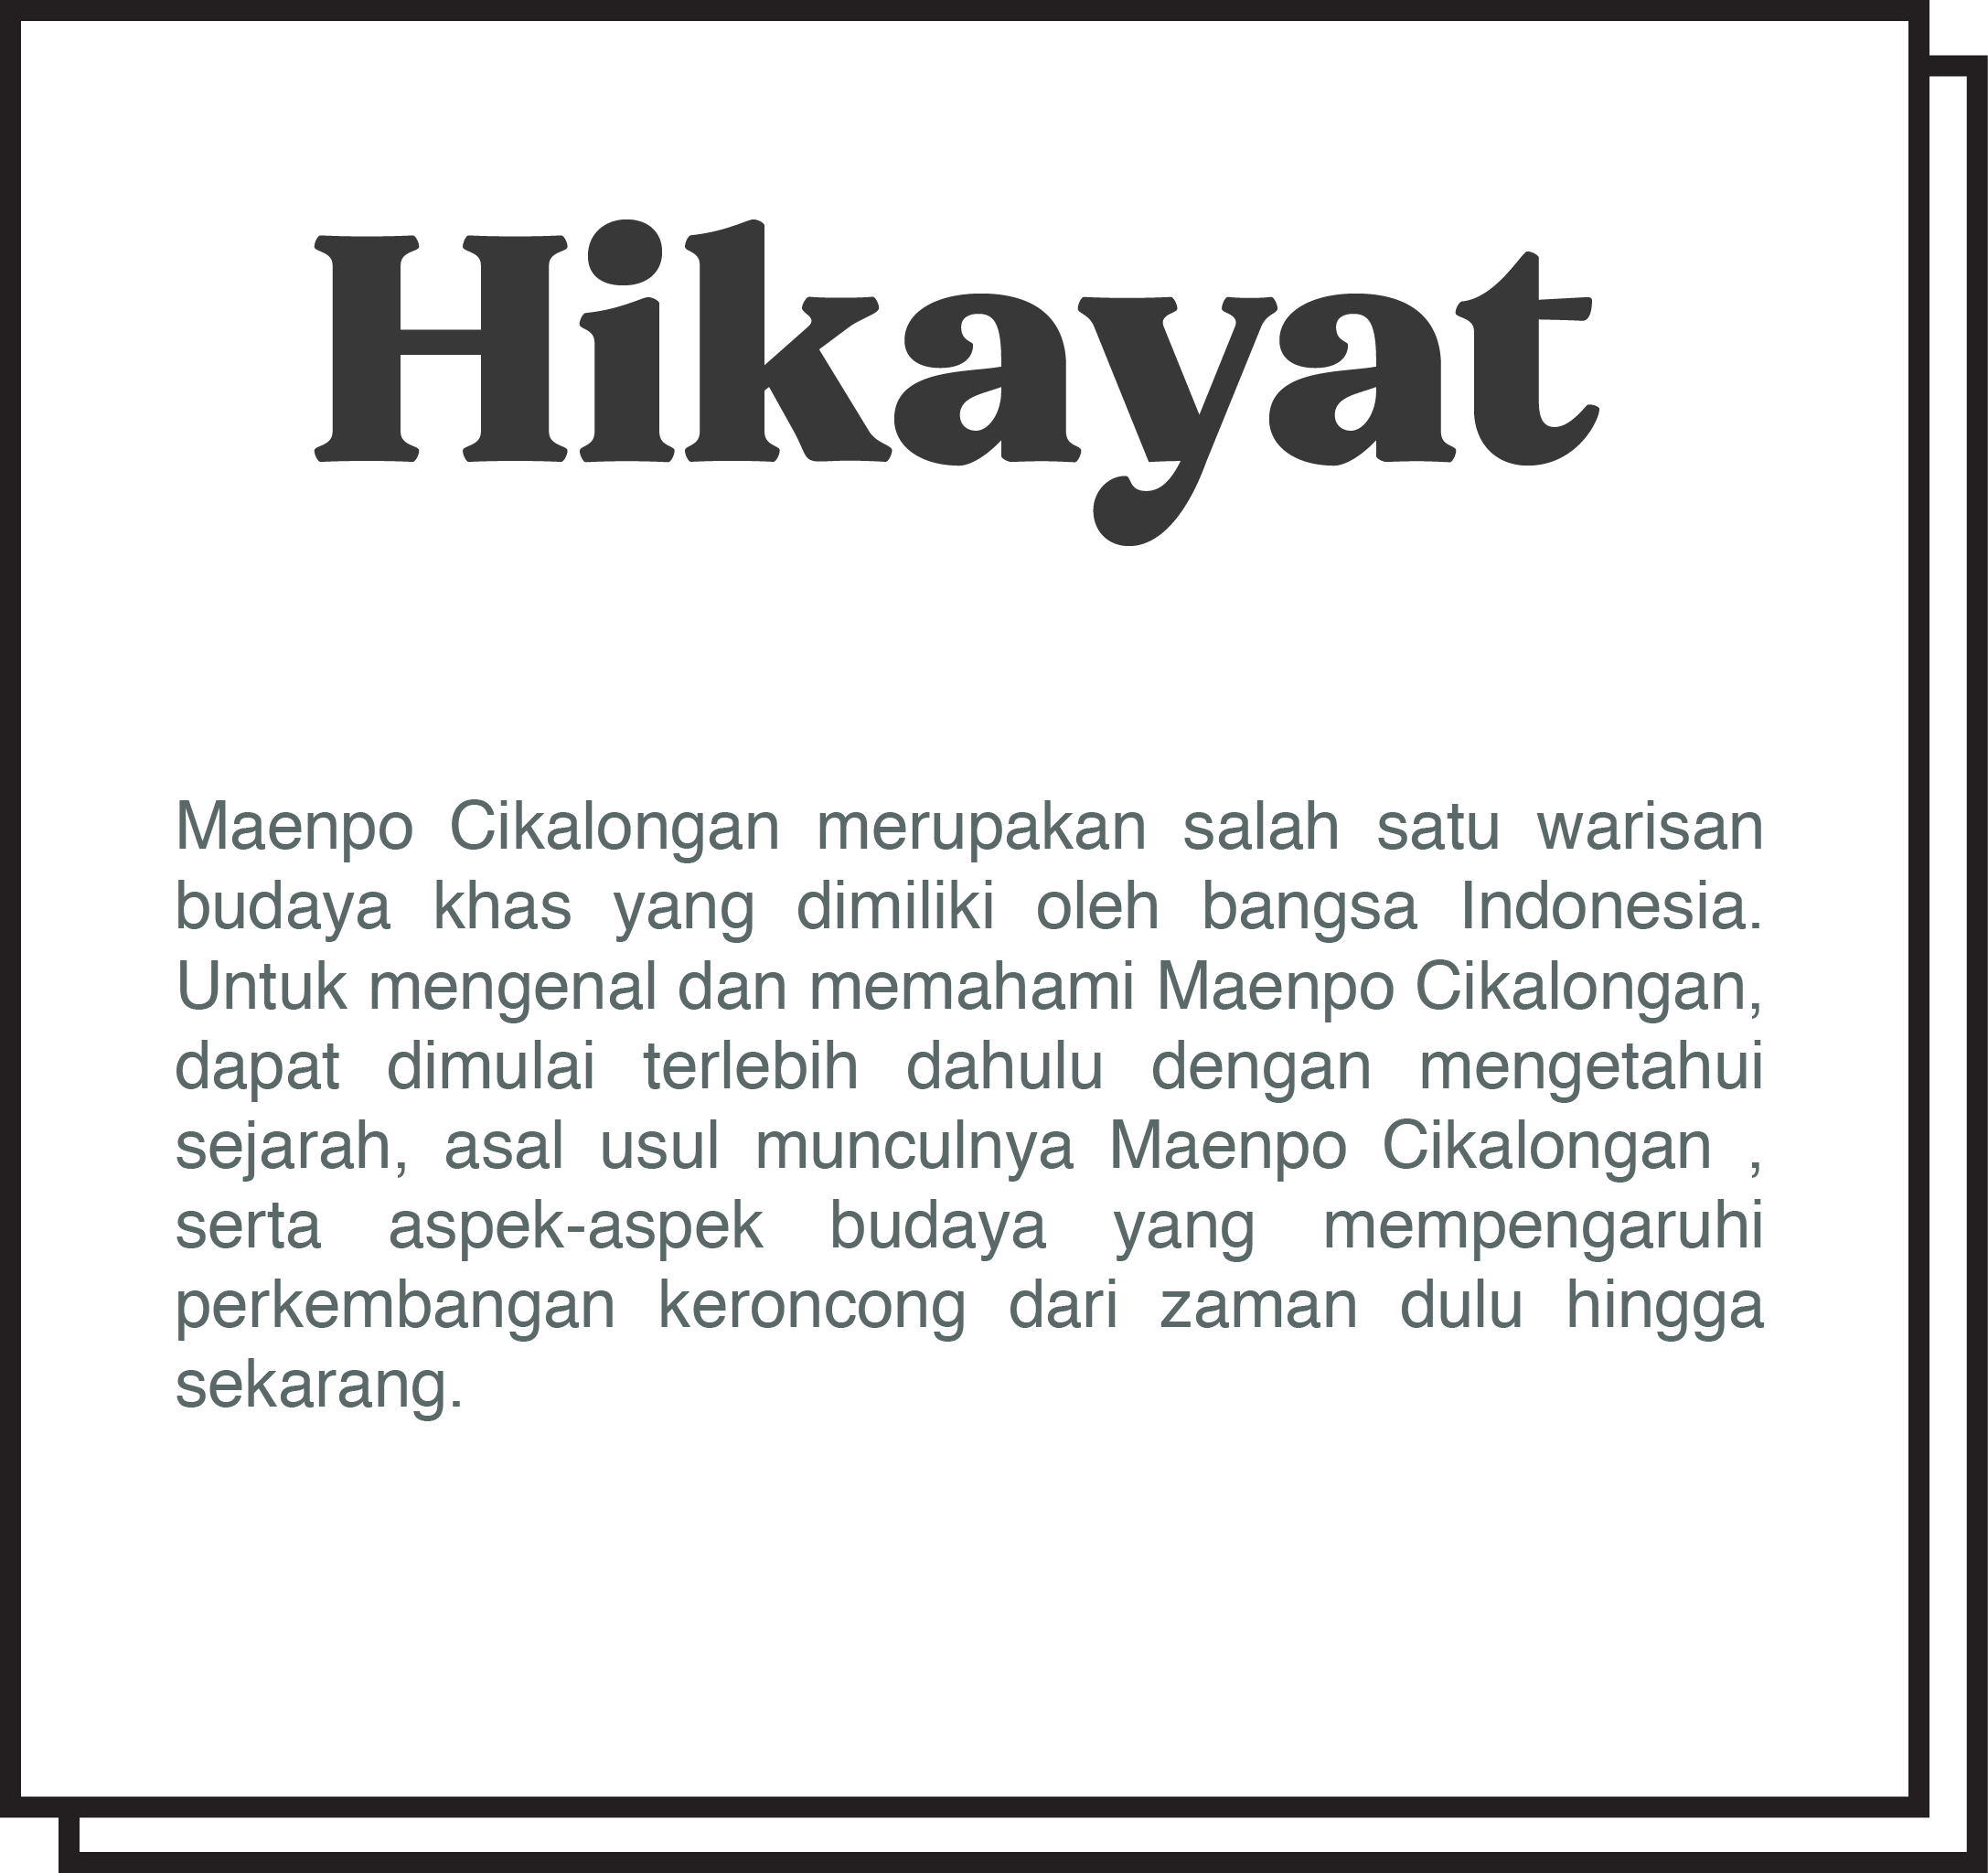 Hikayat
Maenpo Cikalongan merupakan salah satu warisan
budaya khas yang dimiliki oleh bangsa Indonesia.
Untuk mengenal dan memahami Maenpo Cikalongan,
dapat dimulai terlebih dahulu dengan mengetahui
sejarah, asal usul munculnya Maenpo Cikalongan ,
serta aspek-aspek budaya yang mempengaruhi
perkembangan keroncong dari zaman dulu hingga
sekarang.